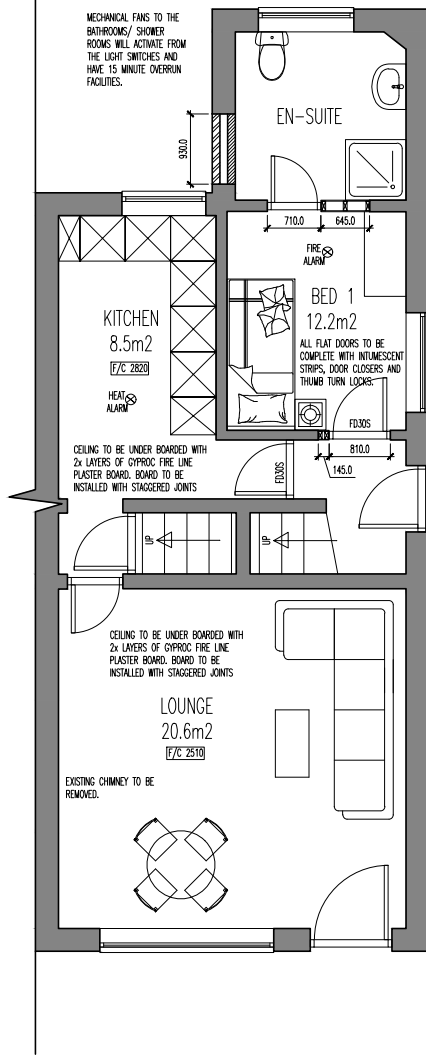 MECHANICAL FANS TO THE
BATHROOMS/ SHOWER
ROOMS WILL ACTIVATE FROM
THE LIGHT SWITCHES AND
HAVE 15 MINUTE OVERRUN
FACILITIES.
EN-SUITE
930.0
710.0
645.0
FIRE
ALARM
BED 1
12.2m2
ALL FLAT DOORS TO BE
COMPLETE WITH INTUMESCENT
STRIPS, DOOR CLOSERS AND
THUMB TURN LOCKS.
KITCHEN
8.5m2
F/C 2820
HEAT
ALARM
FD30S
810.0
145.0
CEILING TO BE UNDER BOARDED WITH
2x LAYERS OF GYPROC FIRE LINE
PLASTER BOARD. BOARD TO BE
INSTALLED WITH STAGGERED JOINTS
FD30S
UP
UP
CEILING TO BE UNDER BOARDED WITH
2x LAYERS OF GYPROC FIRE LINE
PLASTER BOARD. BOARD TO BE
INSTALLED WITH STAGGERED JOINTS
LOUNGE
20.6m2
F/C 2510
EXISTING CHIMNEY TO BE
REMOVED.